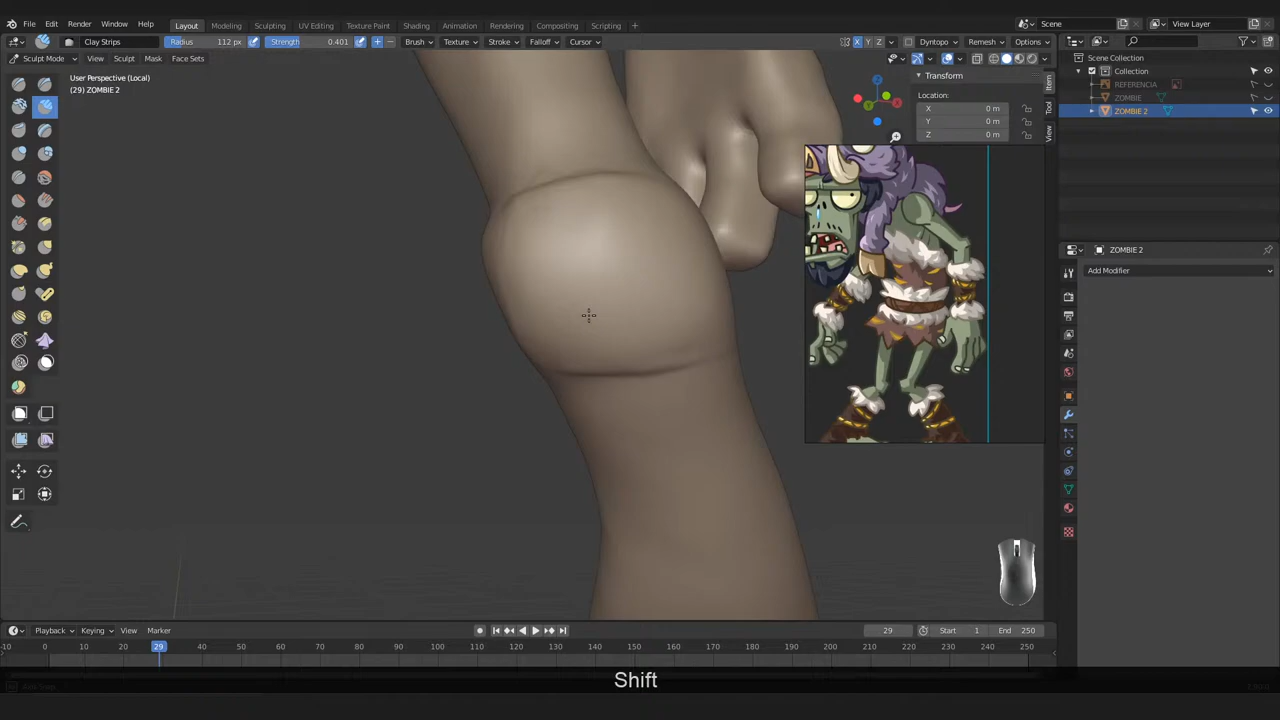 File Edit Render Window Help Layout Modeling Sculpting UV Editing Texture Paint Shading Animation Rendering Compositing Scripting + Scene View Layer
Clay Strips Radius 112 px Strength 0.401 Brush Texture Stroke Falloff Cursor X Y Z Dyntopo Remesh Options
Sculpt Mode View Sculpt Mask Face Sets
Scene Collection
Collection
REFERENCIA
ZOMBIE
ZOMBIE 2
User Perspective (Local)
(29) ZOMBIE 2
Transform
Location:
X 0 m
Y 0 m
Z 0 m
Item
Tool
View
ZOMBIE 2
Add Modifier
Playback Keying View Marker 29 Start 1 End 250
-10 0 10 20 29 40 50 60 70 80 90 100 110 120 130 140 150 160 170 180 190 200 210 220 230 240 250
Shift